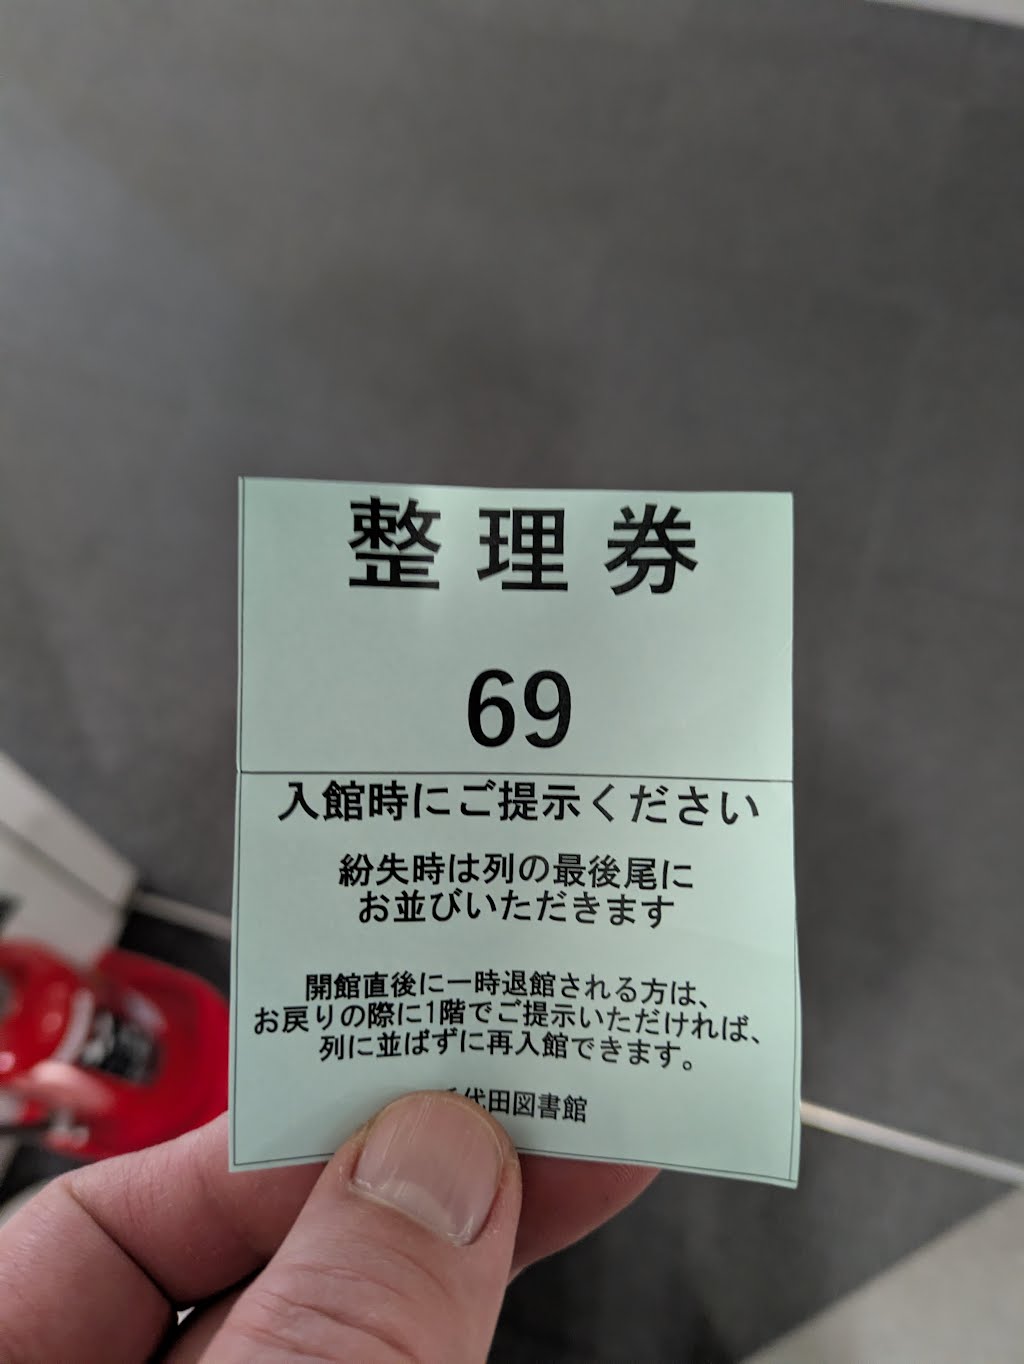 整理券
69
入館時にご提示ください
紛失時は列の最後尾に
お並びいただきます
開館直後に一時退館される方は、
お戻りの際に1階でご提示いただければ、
列に並ばずに再入館できます。
千代田図書館